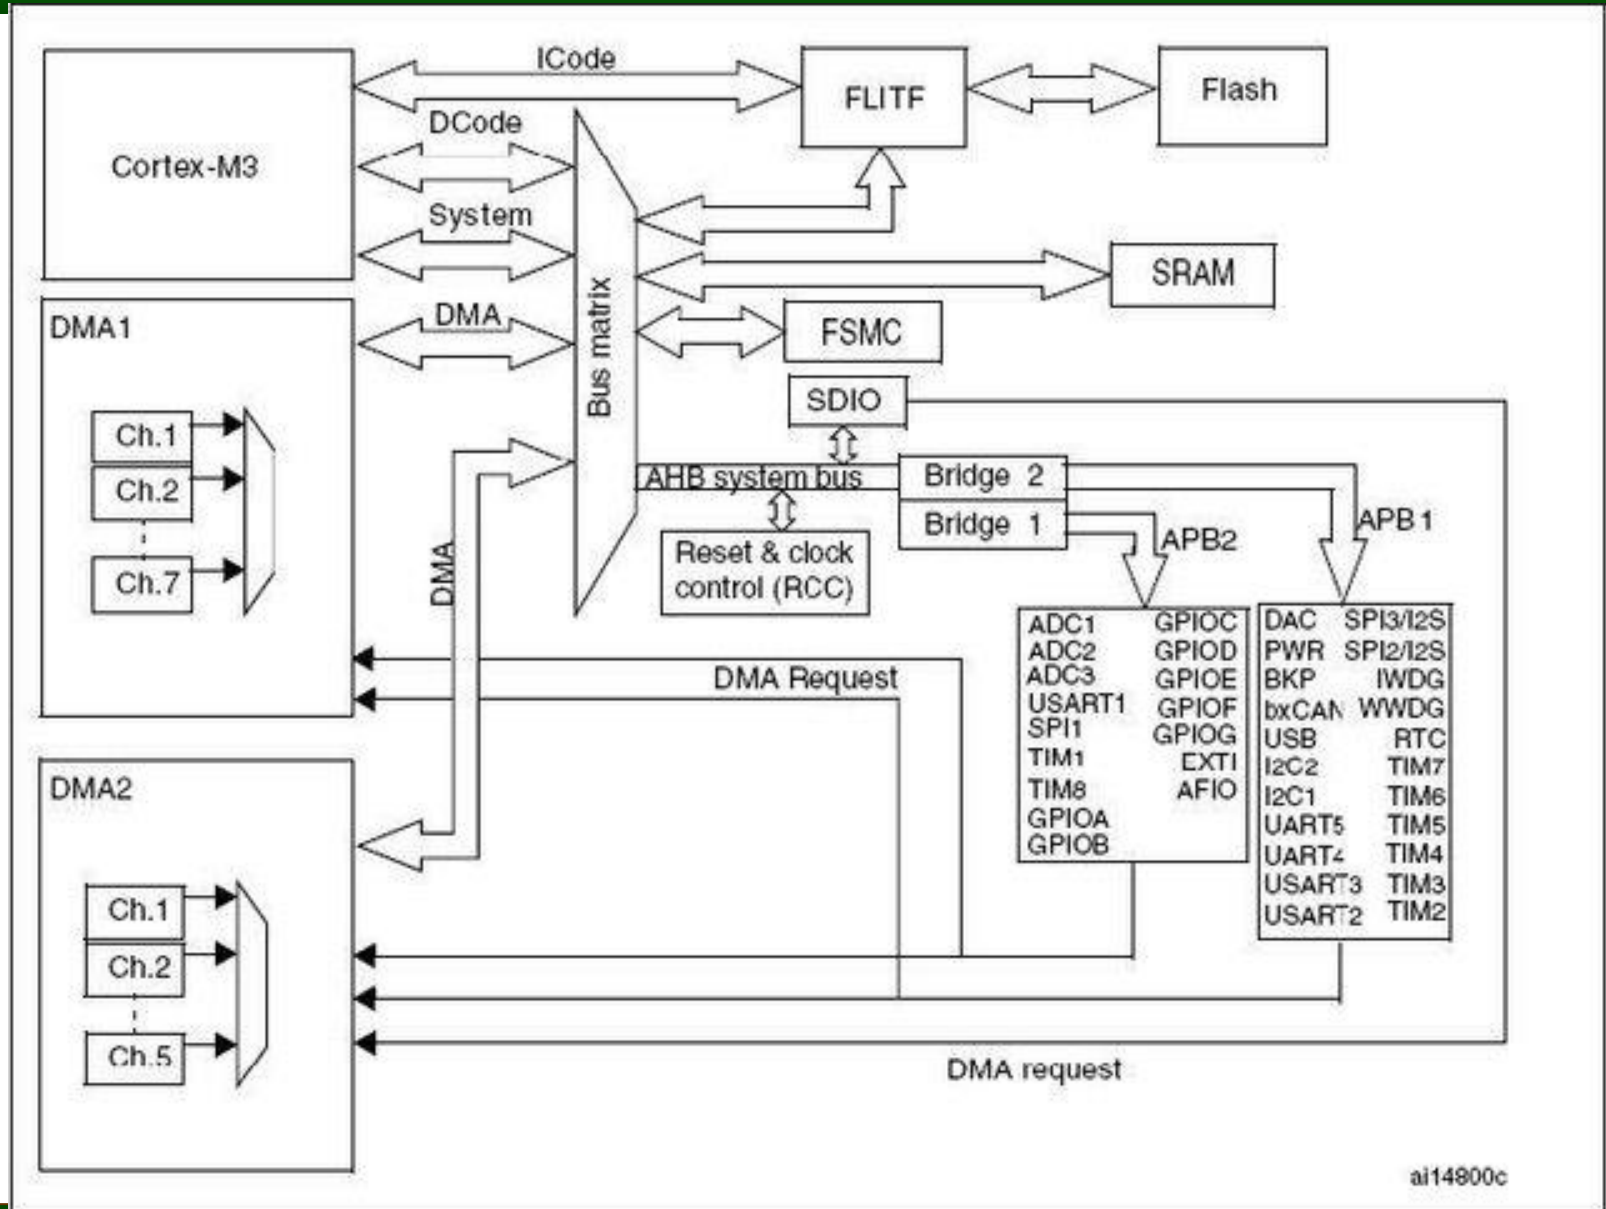 ICode
FLITF
Flash
Cortex-M3
DCode
System
SRAM
DMA1
DMA
Bus matrix
FSMC
SDIO
Ch.1
Ch.2
Ch.7
AHB system bus
Bridge 2
Bridge 1
APB2
APB1
Reset & clock
control (RCC)
DMA
ADC1 GPIOC
ADC2 GPIOD
ADC3 GPIOE
USART1 GPIOF
SPI1 GPIOG
TIM1 EXTI
TIM8 AFIO
GPIOA
GPIOB
DAC SPI3/I2S
PWR SPI2/I2S
BKP IWDG
bxCAN WWDG
USB RTC
I2C2 TIM7
I2C1 TIM6
UART5 TIM5
UART4 TIM4
USART3 TIM3
USART2 TIM2
DMA Request
DMA2
Ch.1
Ch.2
Ch.5
DMA request
ai14800c